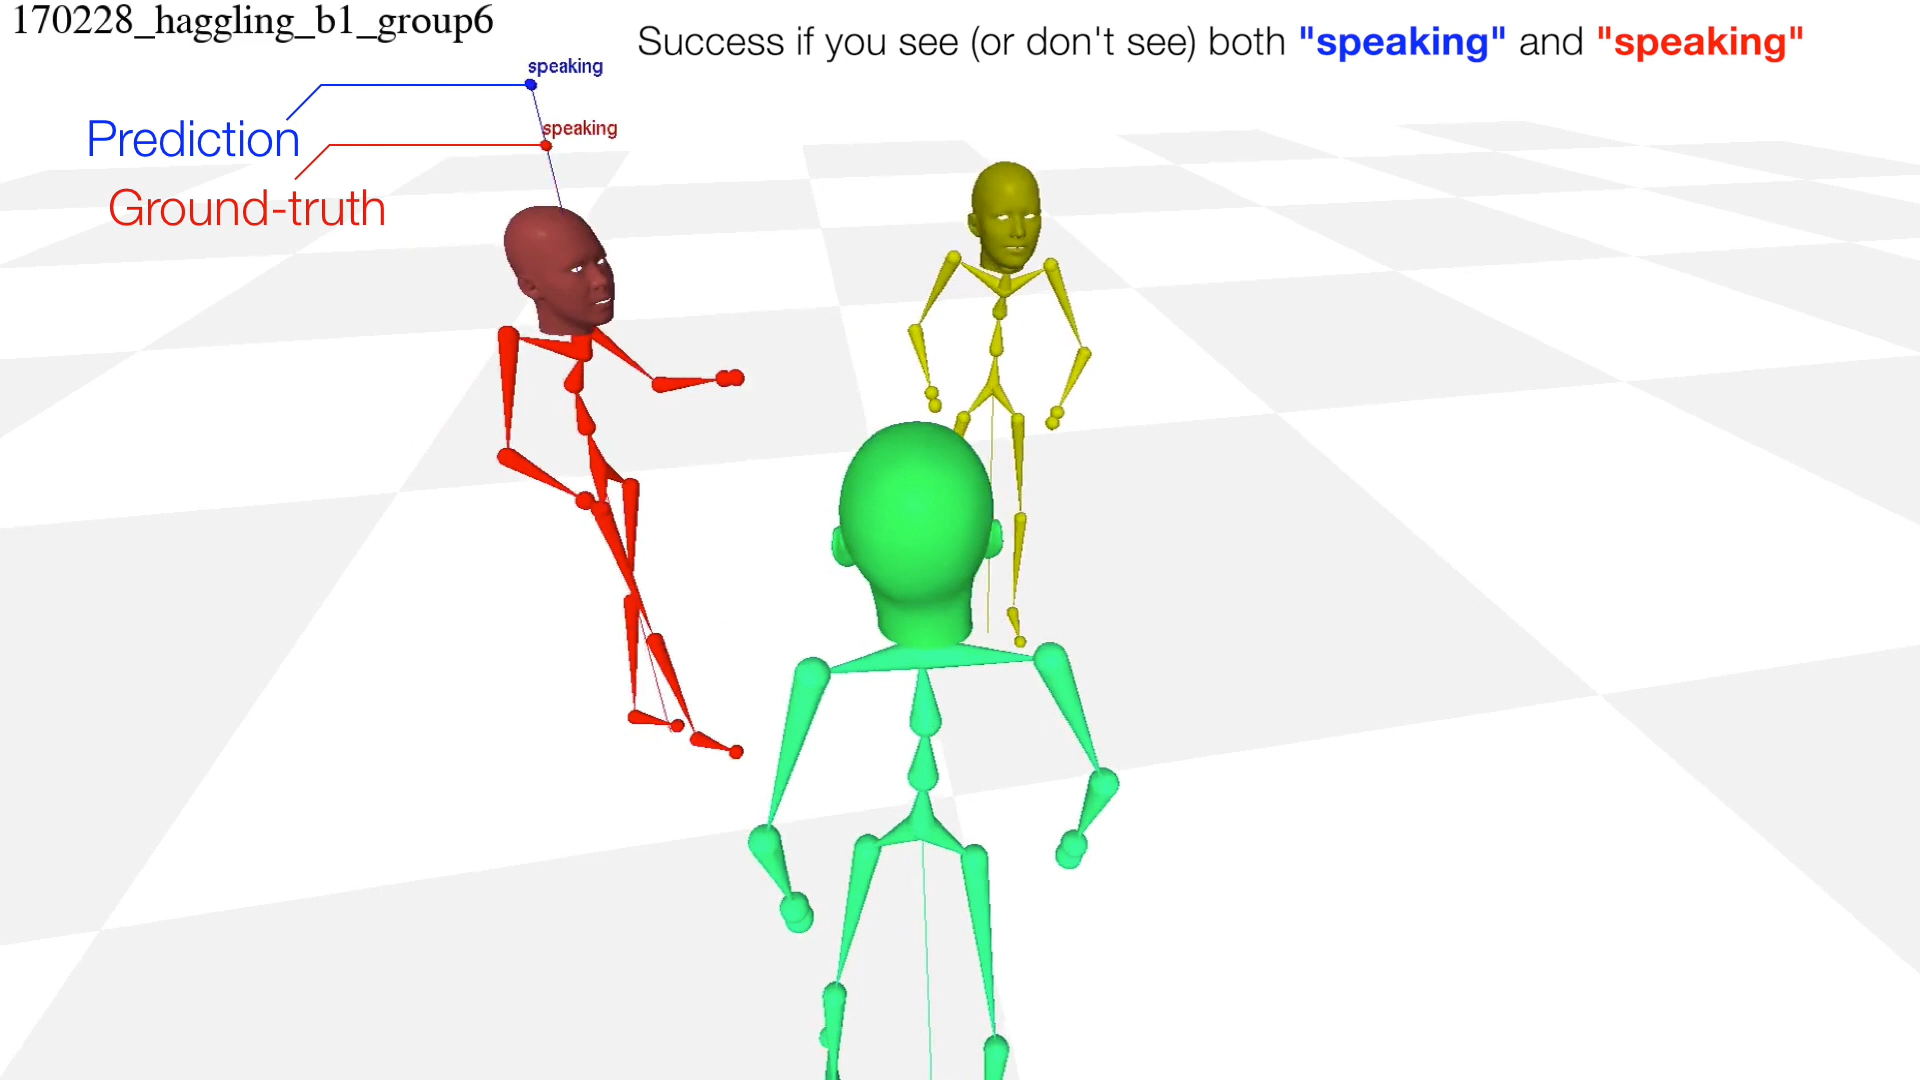 170228_haggling_b1_group6
Success if you see (or don't see) both "speaking" and "speaking"
speaking
Prediction
speaking
Ground-truth